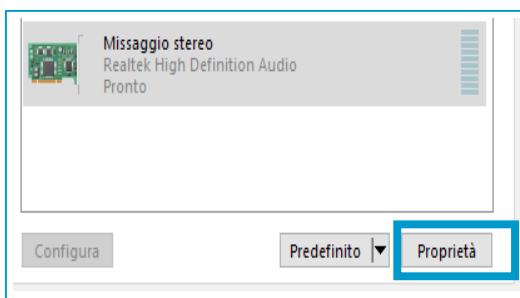 Missaggio stereo
Realtek High Definition Audio
Pronto
Configura
Predefinito
Proprietà